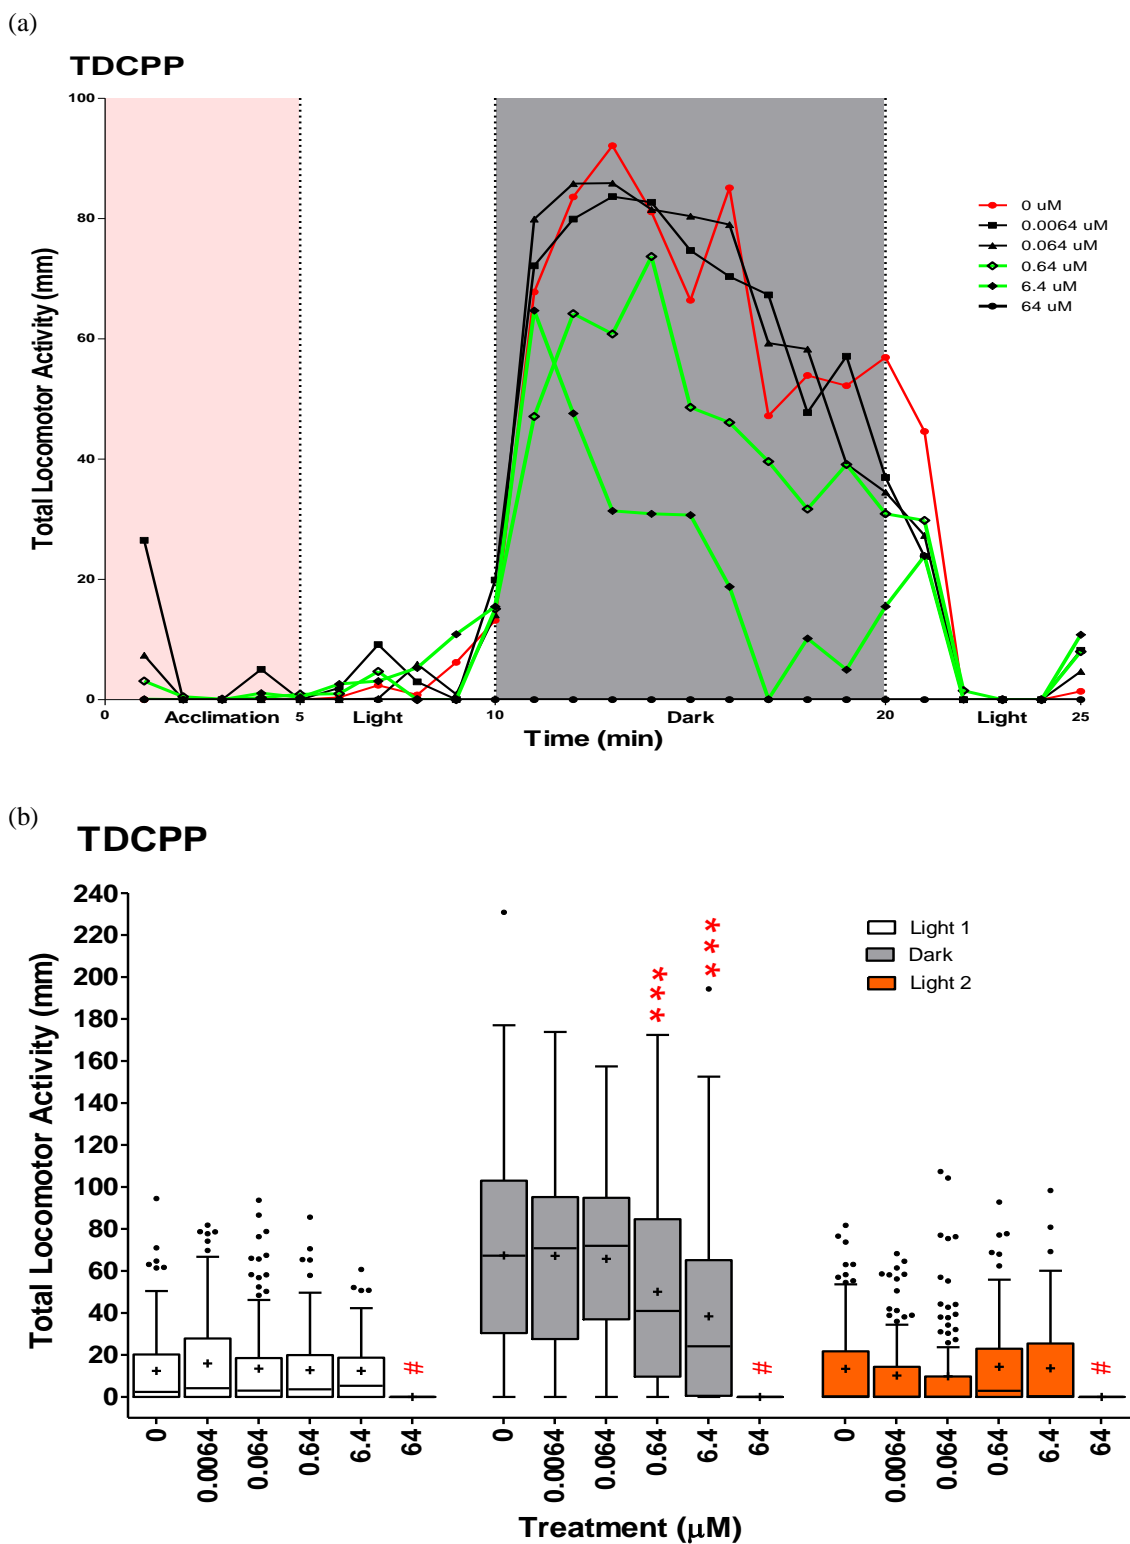 (a)
TDCPP
Total Locomotor Activity (mm)
100
80
60
40
20
0
0 uM
0.0064 uM
0.064 uM
0.64 uM
6.4 uM
64 uM
0 Acclimation 5 Light 10 Dark 20 Light 25
Time (min)
(b)
TDCPP
Total Locomotor Activity (mm)
240
220
200
180
160
140
120
100
80
60
40
20
0
***
***
Light 1
Dark
Light 2
# # #
0 0.0064 0.064 0.64 6.4 64 0 0.0064 0.064 0.64 6.4 64 0 0.0064 0.064 0.64 6.4 64
Treatment (μM)